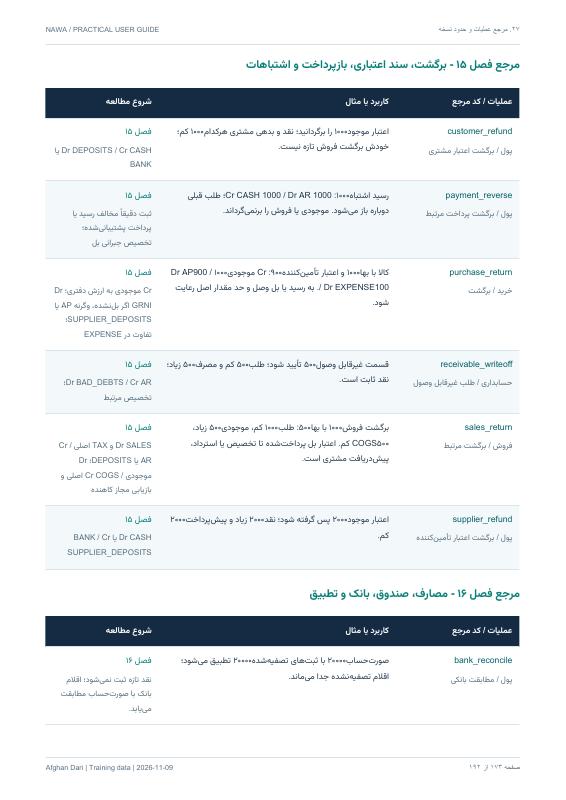 NAWA / PRACTICAL USER GUIDE
۲۷. مرجع عملیات و حدود نسخه
مرجع فصل ۱۵ - برگشت، سند اعتباری، بازپرداخت و اشتباهات
عملیات / کد مرجع
کاربرد یا مثال
شروع مطالعه
customer_refund
پول / برگشت اعتبار مشتری
اعتبار موجود۱۰۰۰ را برگردانید؛ نقد و بدهی مشتری هرکدام۱۰۰۰ کم؛
خودش برگشت فروش تازه نیست.
فصل ۱۵
Dr DEPOSITS / Cr CASH یا
BANK
payment_reverse
پول / برگشت پرداخت مرتبط
رسید اشتباه۱۰۰۰: Cr CASH 1000 / Dr AR 1000؛ طلب قبلی
دوباره باز می‌شود. موجودی یا فروش را برنمی‌گرداند.
فصل ۱۵
ثبت دقیقاً مخالف رسید یا
پرداخت پشتیبانی‌شده؛
تخصیص جبرانی بل
purchase_return
خرید / برگشت
کالا با بها۱۰۰۰ و اعتبار تأمین‌کننده۹۰۰: Cr موجودی۱۰۰۰ / Dr AP900
/ Dr EXPENSE100. به رسید یا بل وصل و حد مقدار اصل رعایت
شود.
فصل ۱۵
Cr موجودی به ارزش دفتری؛ Dr
GRNI اگر بل‌نشده، وگرنه AP یا
SUPPLIER_DEPOSITS؛
تفاوت در EXPENSE
receivable_writeoff
حسابداری / طلب غیرقابل وصول
قسمت غیرقابل وصول۵۰۰ تأیید شود؛ طلب۵۰۰ کم و مصرف۵۰۰ زیاد؛
نقد ثابت است.
فصل ۱۵
Dr BAD_DEBTS / Cr AR؛
تخصیص مرتبط
sales_return
فروش / برگشت مرتبط
برگشت فروش۱۰۰۰ با بها۵۰۰: طلب۱۰۰۰ کم، موجودی۵۰۰ زیاد،
COGS۵۰۰ کم. اعتبار بل پرداخت‌شده تا تخصیص یا استرداد،
پیش‌دریافت مشتری است.
فصل ۱۵
Dr SALES و TAX اصلی / Cr
AR یا DEPOSITS؛ Dr
موجودی / Cr COGS اصلی و
بازیابی مجاز کاهنده
supplier_refund
پول / برگشت اعتبار تأمین‌کننده
اعتبار موجود۲۰۰۰ پس گرفته شود؛ نقد۲۰۰۰ زیاد و پیش‌پرداخت۲۰۰۰
کم.
فصل ۱۵
Dr CASH یا BANK / Cr
SUPPLIER_DEPOSITS
مرجع فصل ۱۶ - مصارف، صندوق، بانک و تطبیق
عملیات / کد مرجع
کاربرد یا مثال
شروع مطالعه
bank_reconcile
پول / مطابقت بانکی
صورت‌حساب۲۰۰۰۰ با ثبت‌های تصفیه‌شده۲۰۰۰۰ تطبیق می‌شود؛
اقلام تصفیه‌نشده جدا می‌ماند.
فصل ۱۶
نقد تازه ثبت نمی‌شود؛ اقلام
بانک با صورت‌حساب مطابقت
می‌یابد.
Afghan Dari | Training data | 2026-11-09
صفحه ۱۷۳ از ۱۹۲